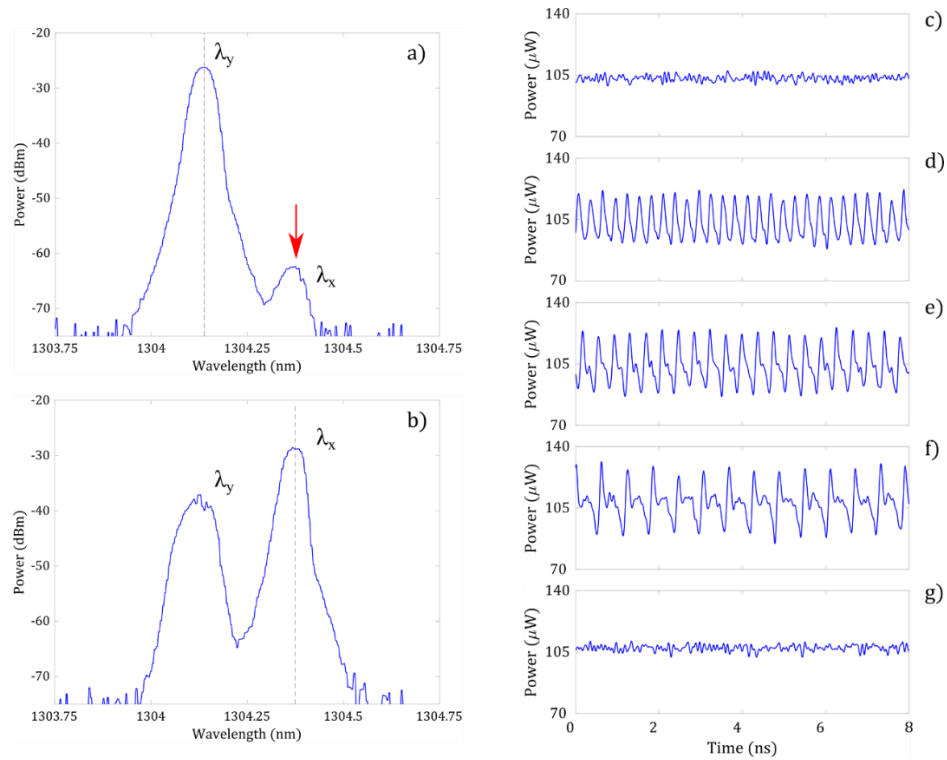 a)
-20
-30
-40
-50
-60
-70
Power (dBm)
λy
λx
1303.75 1304 1304.25 1304.5 1304.75
Wavelength (nm)
b)
-20
-30
-40
-50
-60
-70
Power (dBm)
λy
λx
1303.75 1304 1304.25 1304.5 1304.75
Wavelength (nm)
c)
140
105
70
Power (μW)
d)
140
105
70
Power (μW)
e)
140
105
70
Power (μW)
f)
140
105
70
Power (μW)
g)
140
105
70
Power (μW)
0 2 4 6 8
Time (ns)